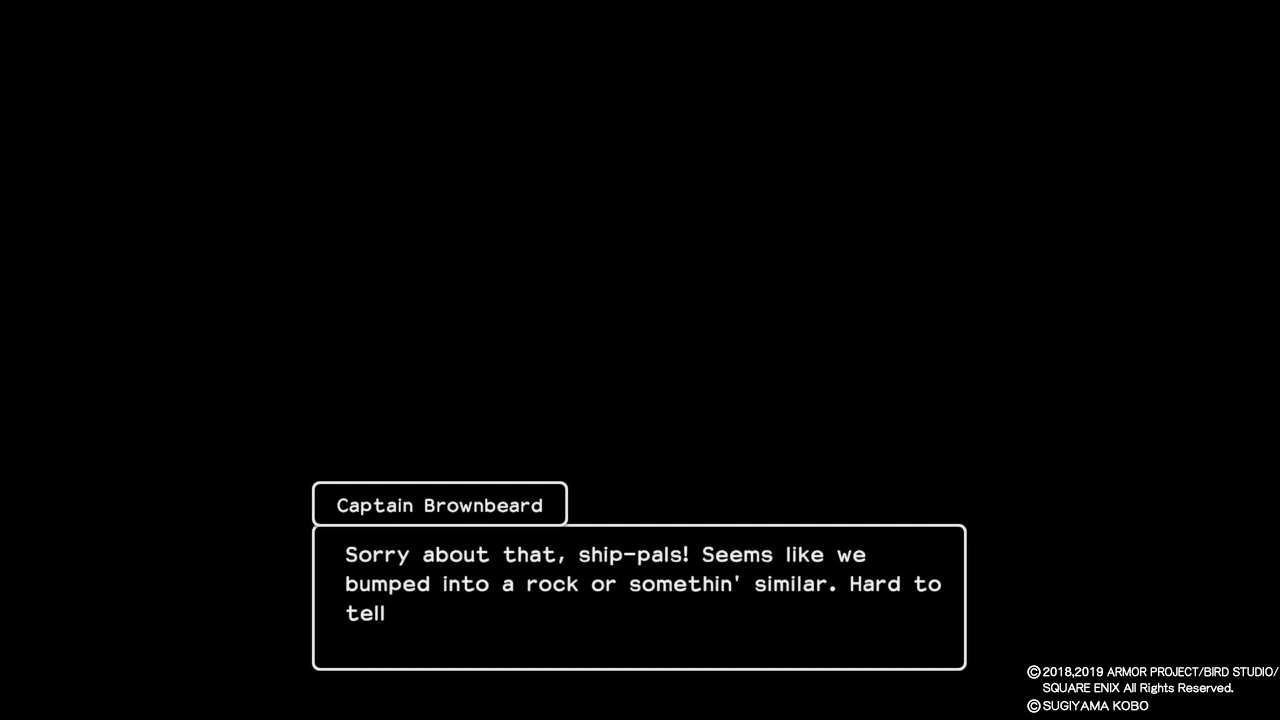 Captain Brownbeard
Sorry about that, ship-pals! Seems like we
bumped into a rock or somethin' similar. Hard to
tell
©2018,2019 ARMOR PROJECT/BIRD STUDIO/
SQUARE ENIX All Rights Reserved.
©SUGIYAMA KOBO